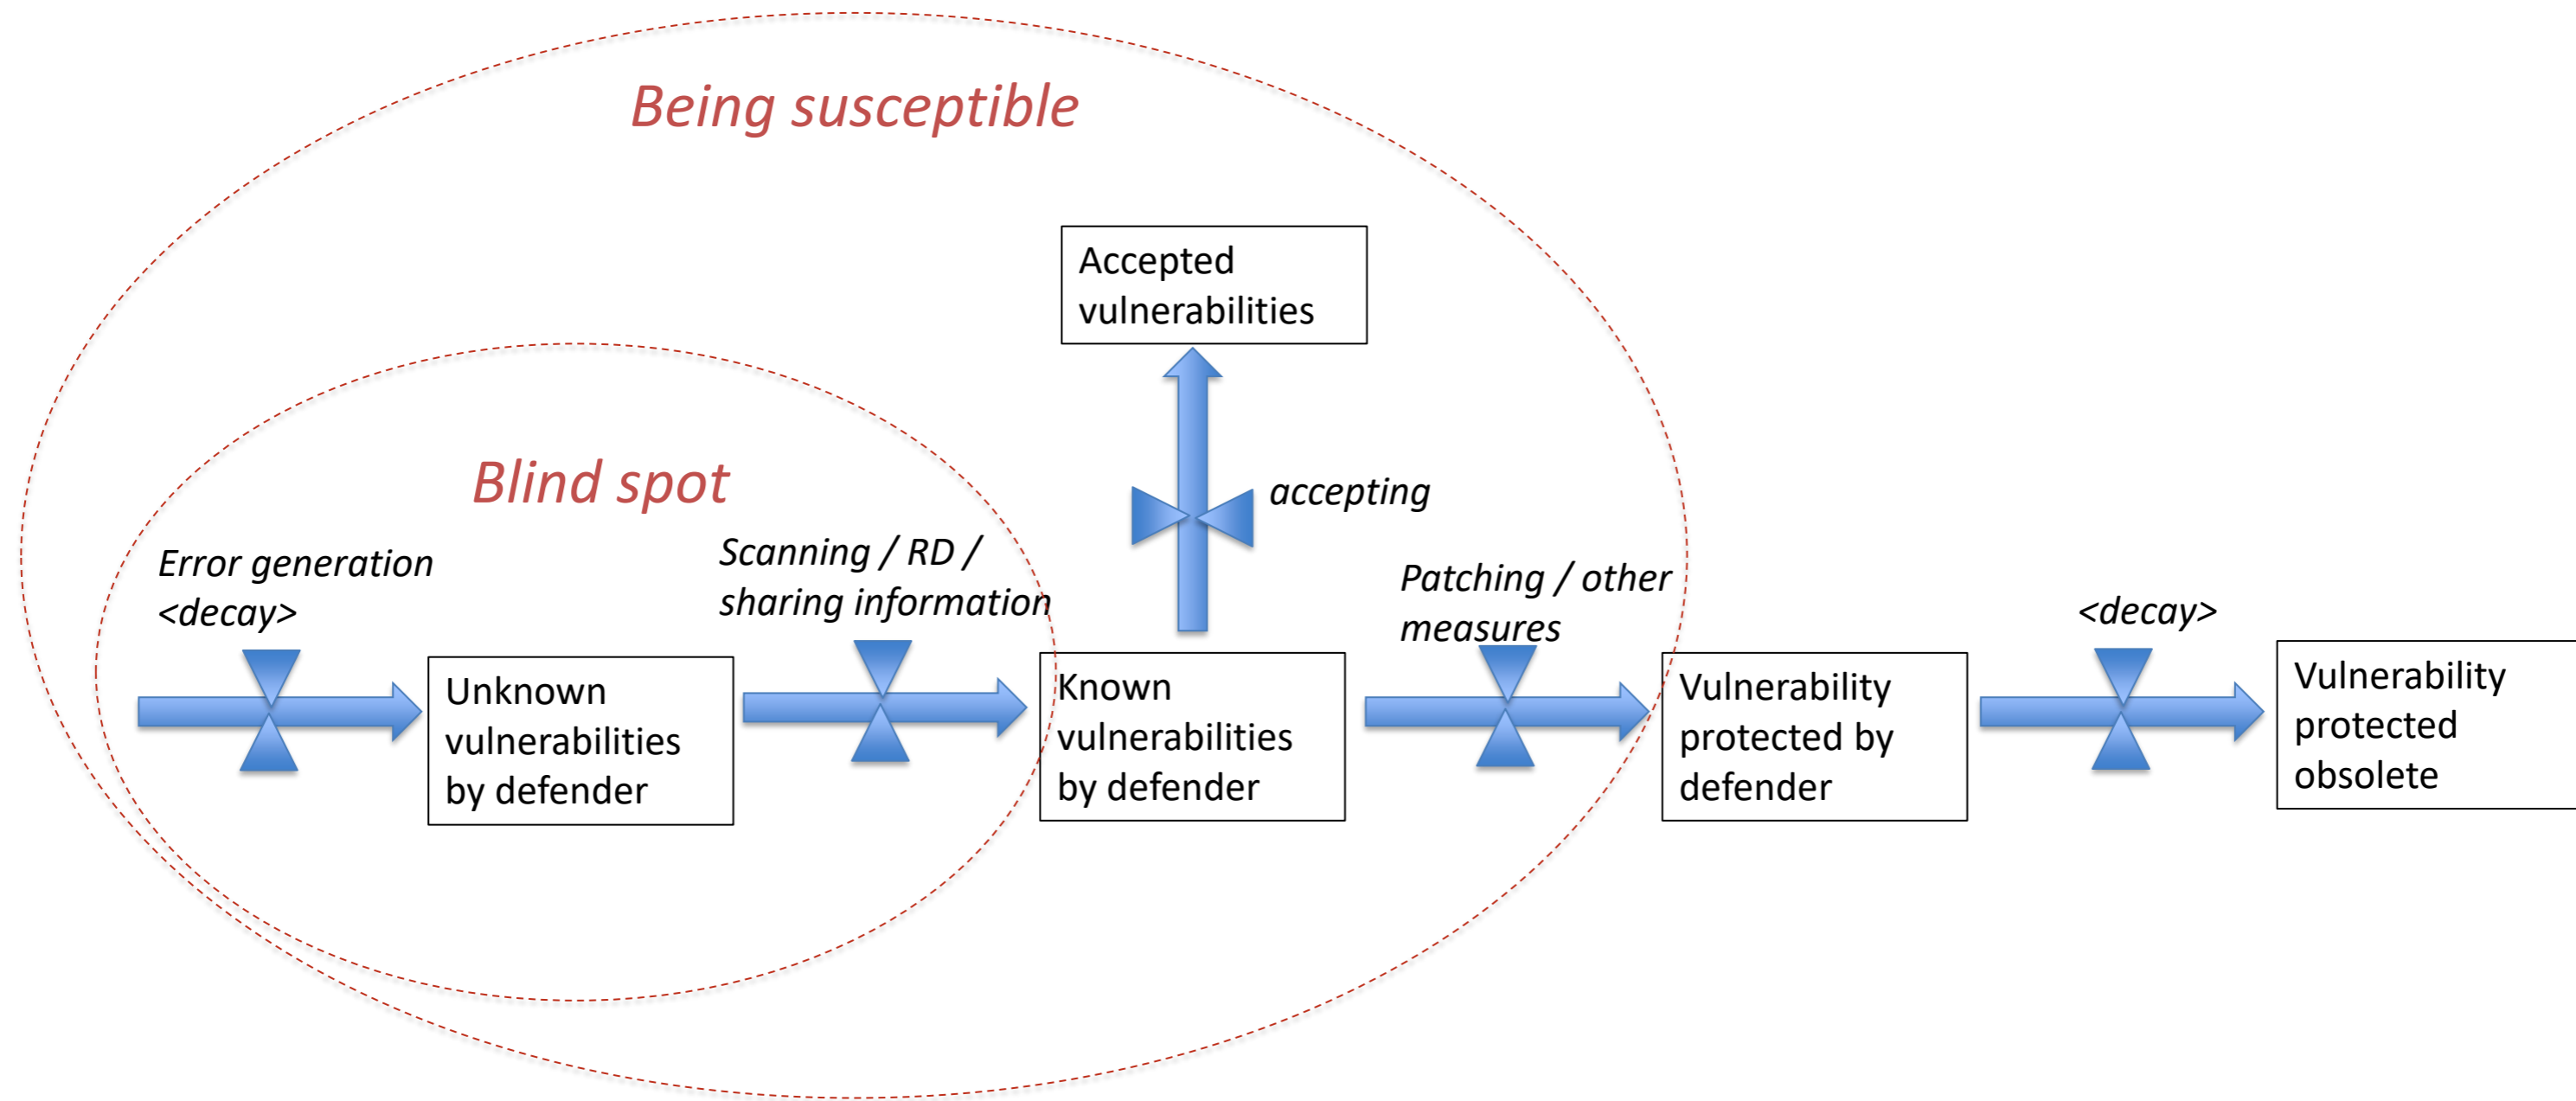 Being susceptible
Accepted
vulnerabilities
Blind spot
accepting
Error generation
<decay>
Scanning / RD /
sharing information
Patching / other
measures
<decay>
Unknown
vulnerabilities
by defender
Known
vulnerabilities
by defender
Vulnerability
protected by
defender
Vulnerability
protected
obsolete